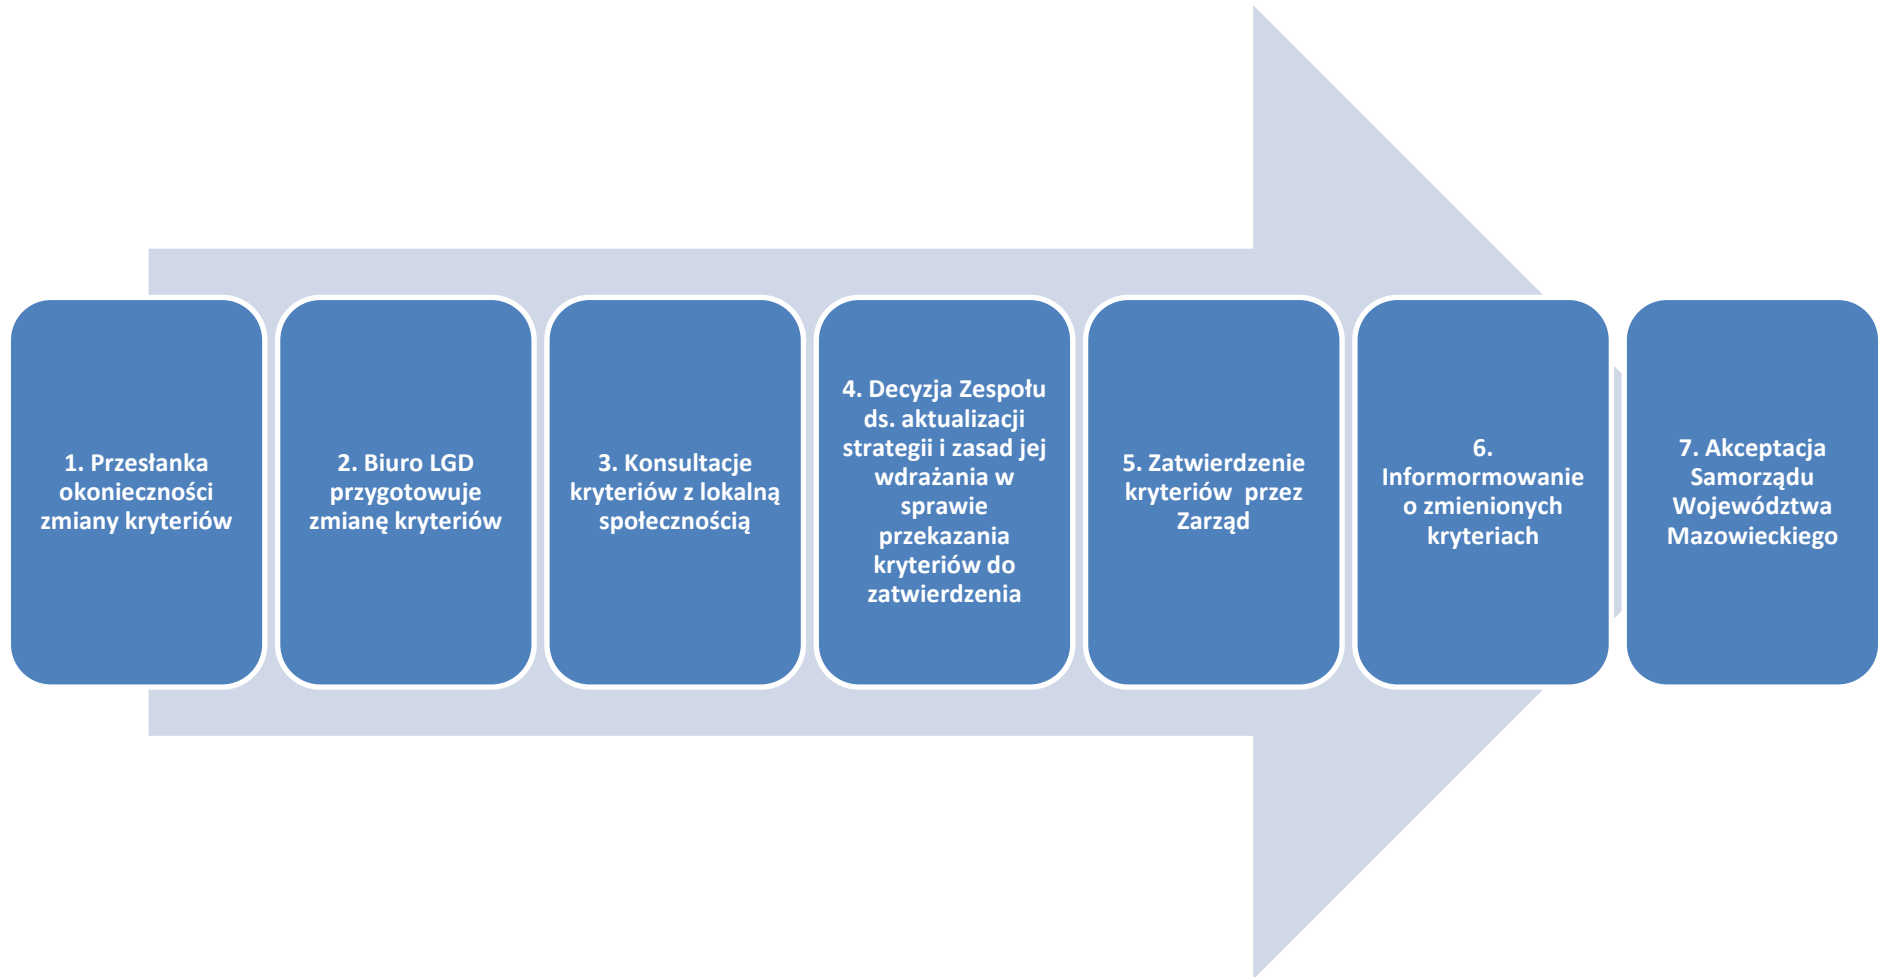 1. Przesłanka
okonieczności
zmiany kryteriów
2. Biuro LGD
przygotowuje
zmianę kryteriów
3. Konsultacje
kryteriów z lokalną
społecznością
4. Decyzja Zespołu
ds. aktualizacji
strategii i zasad jej
wdrażania w
sprawie
przekazania
kryteriów do
zatwierdzenia
5. Zatwierdzenie
kryteriów przez
Zarząd
6.
Informormowanie
o zmienionych
kryteriach
7. Akceptacja
Samorządu
Województwa
Mazowieckiego